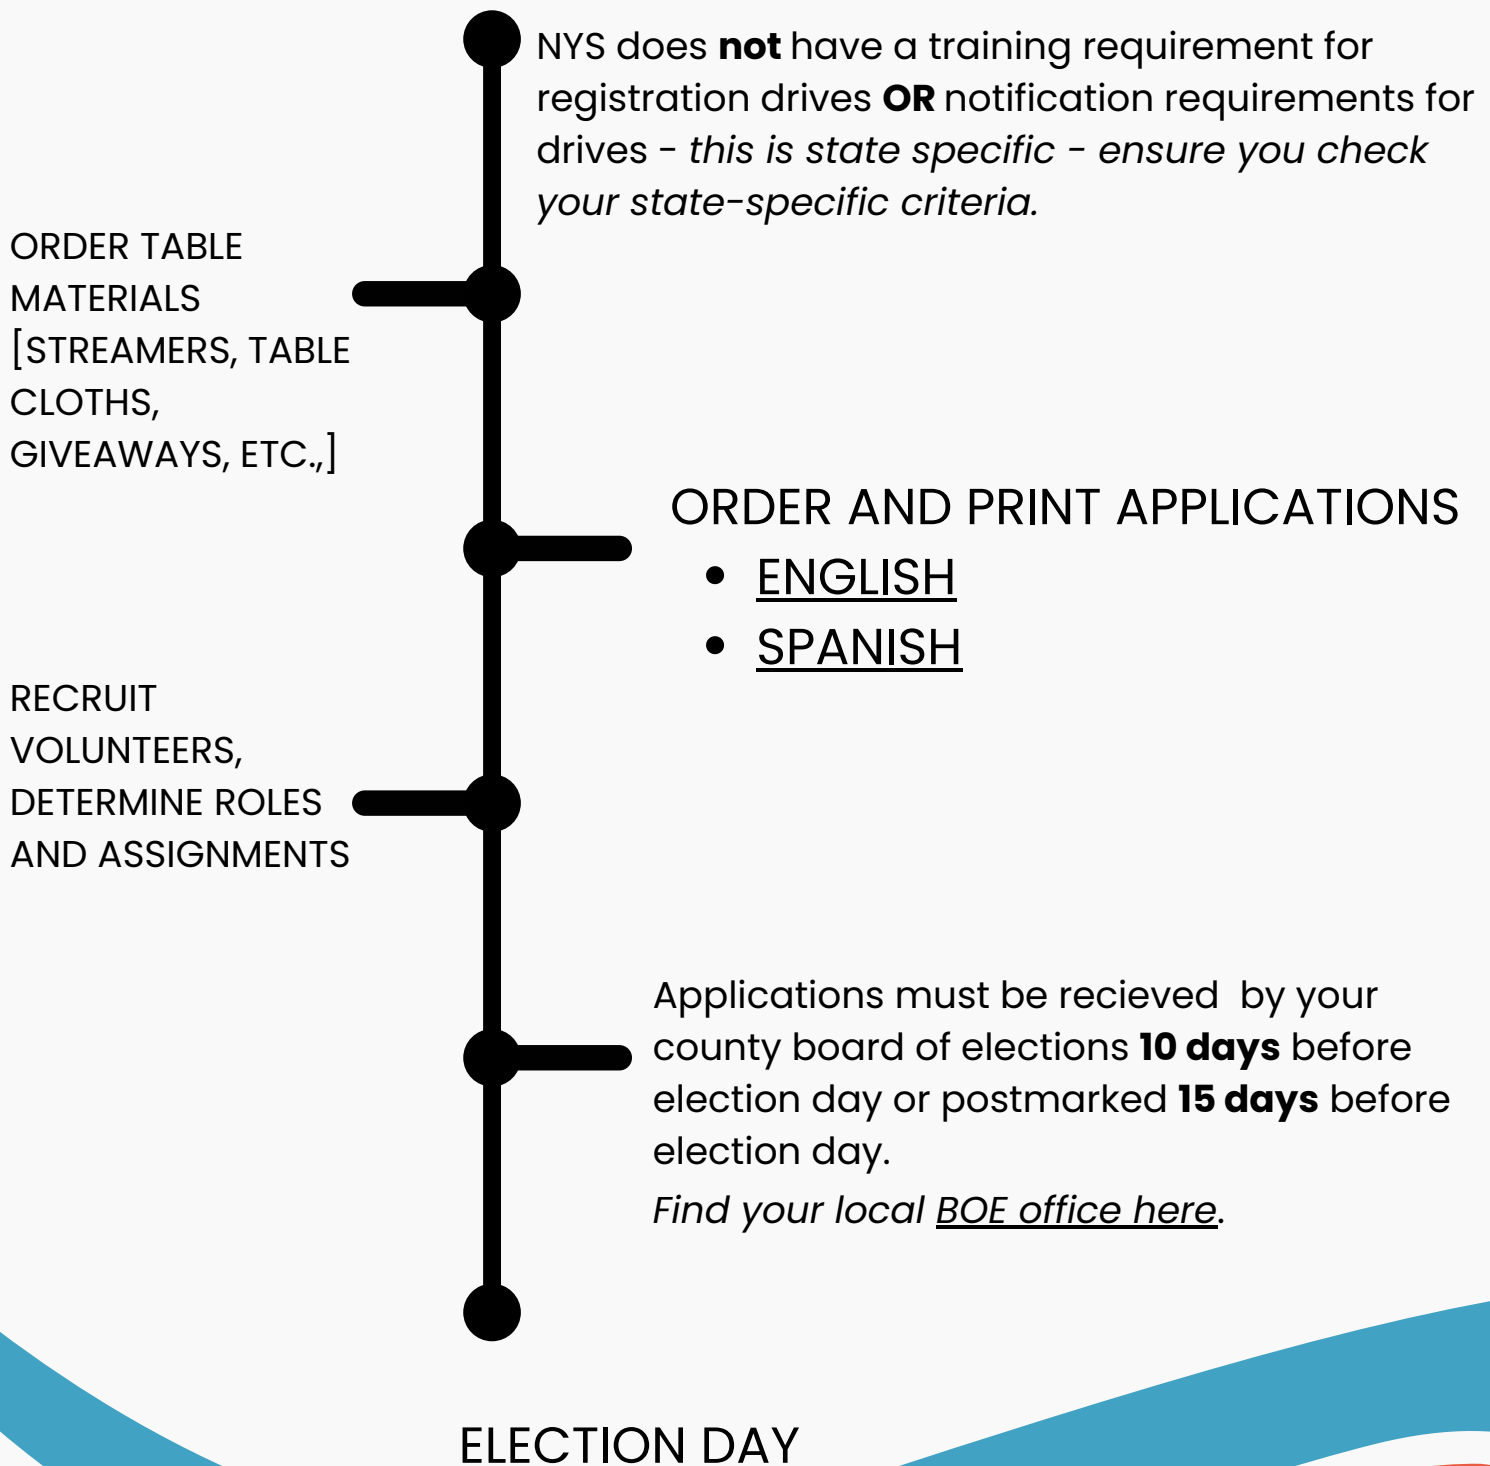 NYS does not have a training requirement for
registration drives OR notification requirements for
drives - this is state specific - ensure you check
your state-specific criteria.
ORDER TABLE
MATERIALS
[STREAMERS, TABLE
CLOTHS,
GIVEAWAYS, ETC.,]
ORDER AND PRINT APPLICATIONS
• ENGLISH
• SPANISH
RECRUIT
VOLUNTEERS,
DETERMINE ROLES
AND ASSIGNMENTS
Applications must be recieved  by your
county board of elections 10 days before
election day or postmarked 15 days before
election day.
Find your local BOE office here.
ELECTION DAY